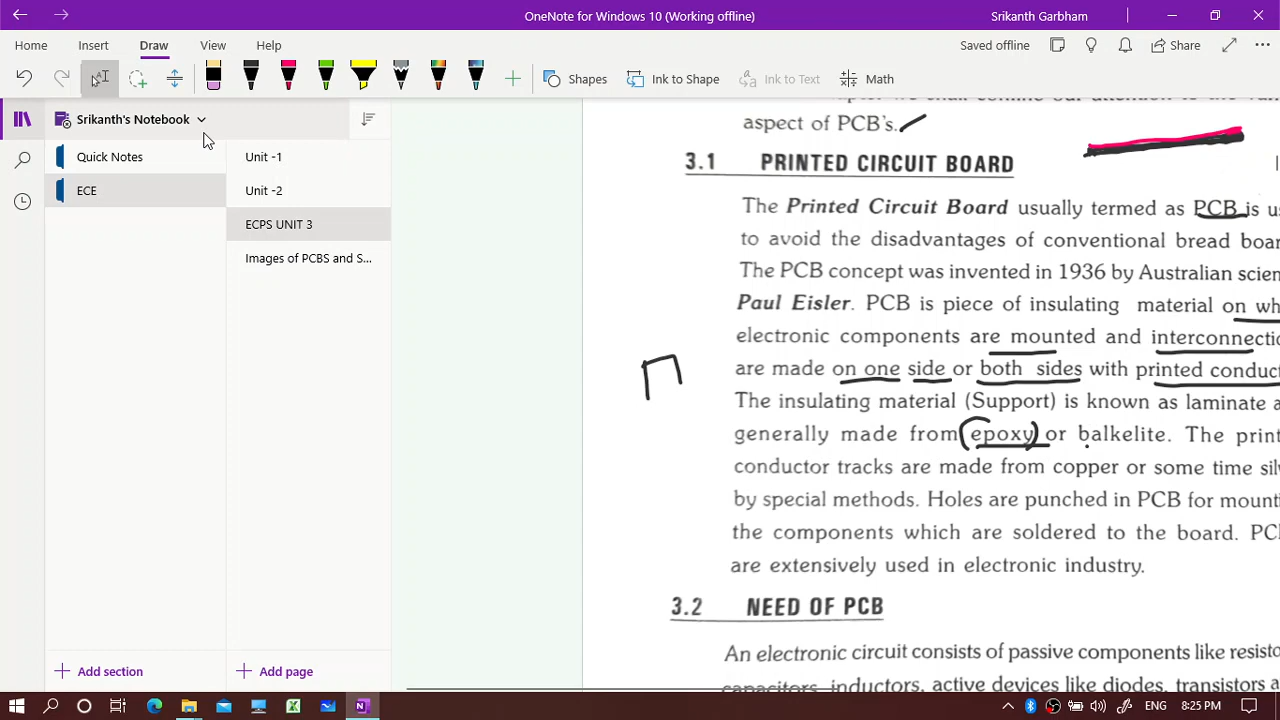 OneNote for Windows 10 (Working offline)
Srikanth Garbham
Home Insert Draw View Help
Saved offline
Share
Shapes
Ink to Shape
Ink to Text
Math
Srikanth's Notebook
Quick Notes
ECE
Unit -1
Unit -2
ECPS UNIT 3
Images of PCBS and S...
aspect of PCB's.
3.1 PRINTED CIRCUIT BOARD
The Printed Circuit Board usually termed as PCB is us
to avoid the disadvantages of conventional bread boar
The PCB concept was invented in 1936 by Australian scien
Paul Eisler. PCB is piece of insulating material on wh
electronic components are mounted and interconnectio
are made on one side or both sides with printed conduct
The insulating material (Support) is known as laminate a
generally made from (epoxy) or balkelite. The print
conductor tracks are made from copper or some time silv
by special methods. Holes are punched in PCB for mounti
the components which are soldered to the board. PCB
are extensively used in electronic industry.
3.2 NEED OF PCB
An electronic circuit consists of passive components like resisto
capacitors, inductors, active devices like diodes, transistors a
Add section
Add page
8:25 PM